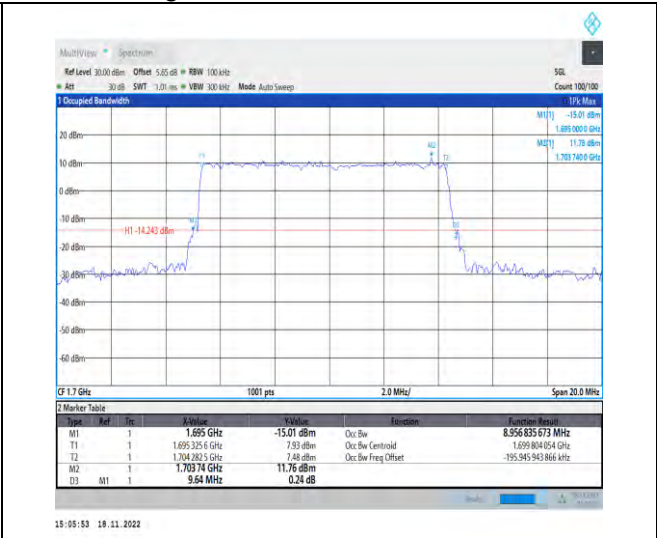 MultiView Spectrum
Ref Level 30.00 dBm Offset 5.85 dB RBW 100 kHz SGL
Att 30 dB SWT 1.01 ms VBW 300 kHz Mode Auto Sweep Count 100/100
1 Occupied Bandwidth 1Pk Max
M1[1] -15.01 dBm
1.695 000 0 GHz
20 dBm
M2[1] 11.76 dBm
1.703 740 0 GHz
M2
T1 T2
10 dBm
0 dBm
-10 dBm
H1 -14.243 dBm
-20 dBm
-30 dBm
-40 dBm
-50 dBm
-60 dBm
CF 1.7 GHz 1001 pts 2.0 MHz/ Span 20.0 MHz
2 Marker Table
Type Ref Trc X-Value Y-Value Function Function Result
M1 1 1.695 GHz -15.01 dBm Occ Bw 8.956 835 673 MHz
T1 1 1.695 325 6 GHz 7.93 dBm Occ Bw Centroid 1.699 804 054 GHz
T2 1 1.704 282 5 GHz 7.48 dBm Occ Bw Freq Offset -195.945 943 866 kHz
M2 1 1.703 74 GHz 11.76 dBm
D3 M1 1 9.64 MHz 0.24 dB
15:05:53 18.11.2022